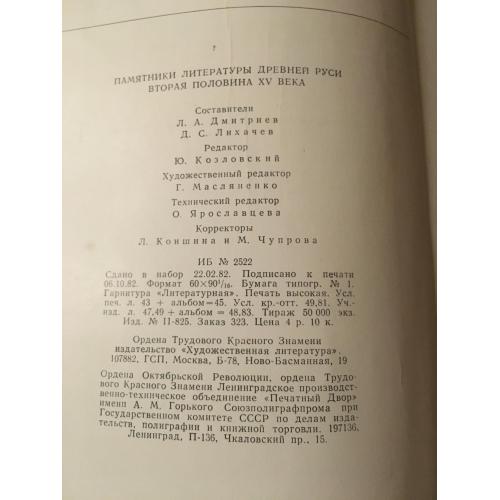 ПАМЯТНИКИ ЛИТЕРАТУРЫ ДРЕВНЕЙ РУСИ
ВТОРАЯ ПОЛОВИНА XV ВЕКА
Составители
Л. А. Дмитриев
Д. С. Лихачев
Редактор
Ю. Козловский
Художественный редактор
Г. Масляненко
Технический редактор
О. Ярославцева
Корректоры
Л. Коншина и М. Чупрова
ИБ № 2522
Сдано в набор 22.02.82. Подписано к печати
06.10.82. Формат 60×90¹/₁₆. Бумага типогр. № 1.
Гарнитура «Литературная». Печать высокая. Усл.
печ. л. 43 + альбом=45. Усл. кр.-отт. 49,81. Уч.-
изд. л. 47,49 + альбом = 48,83. Тираж 50 000 экз.
Изд. № II-825. Заказ 323. Цена 4 р. 10 к.
Ордена Трудового Красного Знамени
издательство «Художественная литература».
107882, ГСП, Москва, Б-78, Ново-Басманная, 19
Ордена Октябрьской Революции, ордена Трудо-
вого Красного Знамени Ленинградское производст-
венно-техническое объединение «Печатный Двор»
имени А. М. Горького Союзполиграфпрома при
Государственном комитете СССР по делам изда-
тельств, полиграфии и книжной торговли. 197136,
Ленинград, П-136, Чкаловский пр., 15.